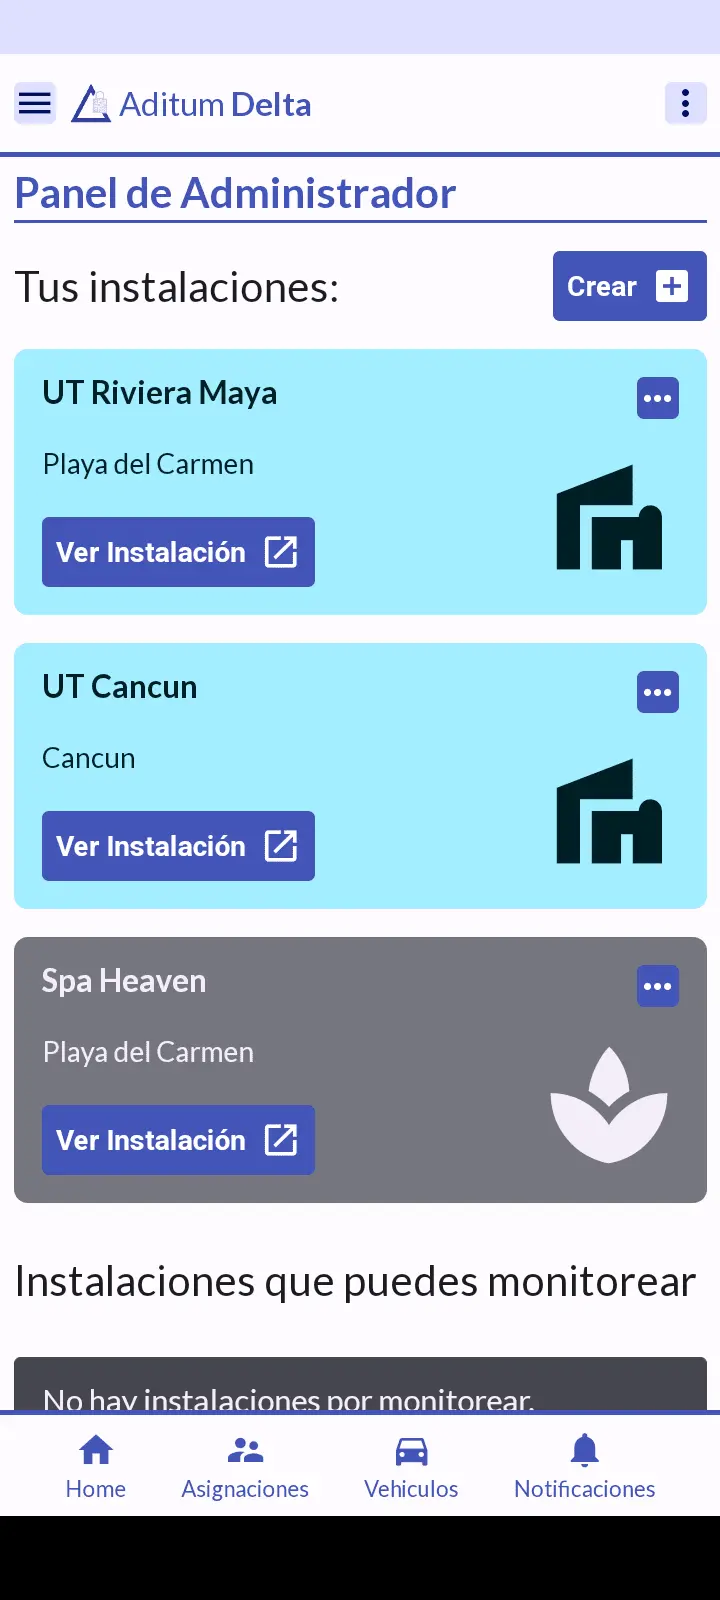 Aditum Delta
Panel de Administrador
Tus instalaciones:
Crear
UT Riviera Maya
Playa del Carmen
Ver Instalación
UT Cancun
Cancun
Ver Instalación
Spa Heaven
Playa del Carmen
Ver Instalación
Instalaciones que puedes monitorear
No hay instalaciones por monitorear.
Home
Asignaciones
Vehiculos
Notificaciones